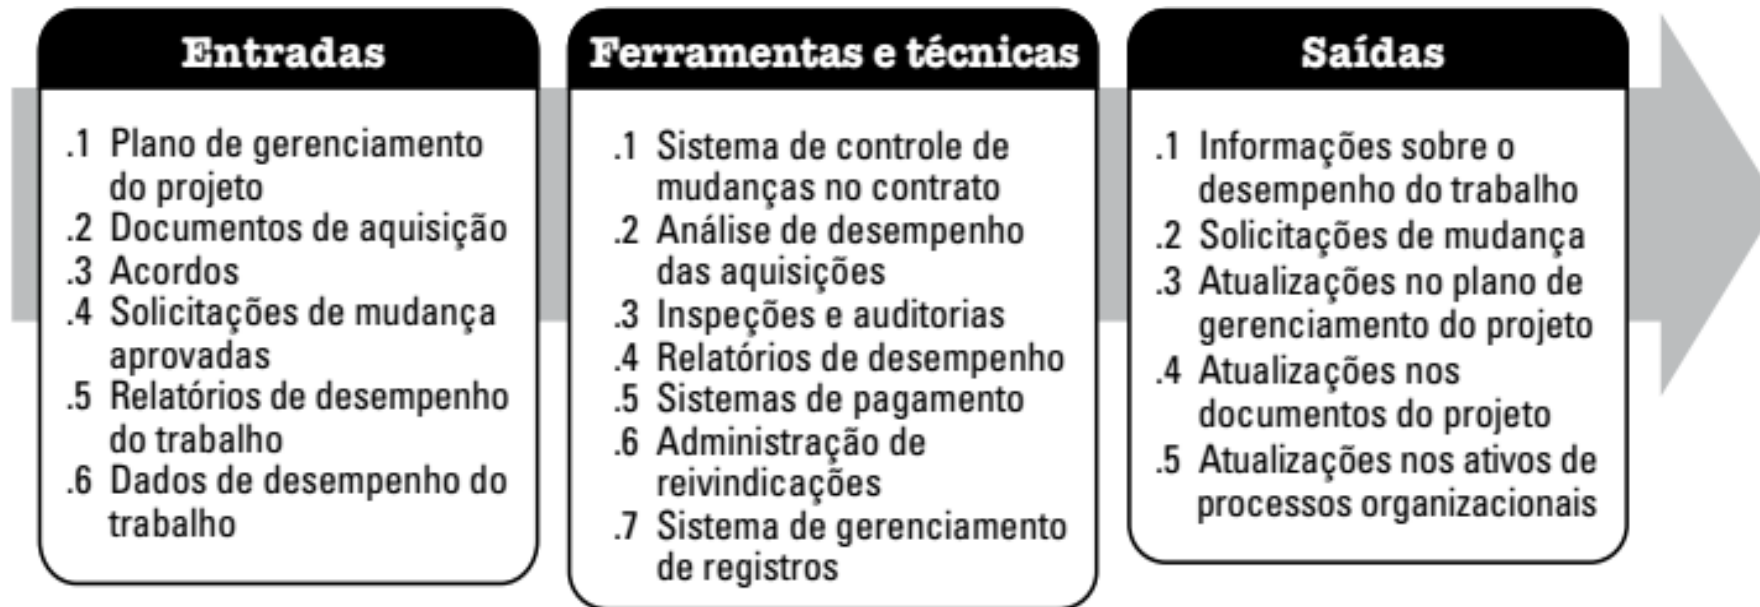 Entradas
.1 Plano de gerenciamento
do projeto
.2 Documentos de aquisição
.3 Acordos
.4 Solicitações de mudança
aprovadas
.5 Relatórios de desempenho
do trabalho
.6 Dados de desempenho do
trabalho
Ferramentas e técnicas
.1 Sistema de controle de
mudanças no contrato
.2 Análise de desempenho
das aquisições
.3 Inspeções e auditorias
.4 Relatórios de desempenho
.5 Sistemas de pagamento
.6 Administração de
reivindicações
.7 Sistema de gerenciamento
de registros
Saídas
.1 Informações sobre o
desempenho do trabalho
.2 Solicitações de mudança
.3 Atualizações no plano de
gerenciamento do projeto
.4 Atualizações nos
documentos do projeto
.5 Atualizações nos ativos de
processos organizacionais